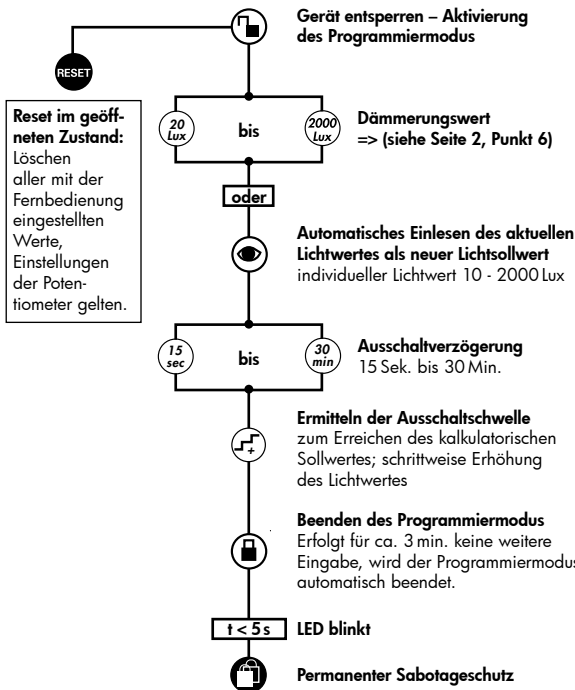 Gerät entsperren – Aktivierung
des Programmiermodus
RESET
Reset im geöff-
neten Zustand:
Löschen
aller mit der
Fernbedienung
eingestellten
Werte,
Einstellungen
der Poten-
tiometer gelten.
20
Lux
bis
2000
Lux
Dämmerungswert
=> (siehe Seite 2, Punkt 6)
oder
Automatisches Einlesen des aktuellen
Lichtwertes als neuer Lichtsollwert
individueller Lichtwert 10 - 2000 Lux
15
sec
bis
30
min
Ausschaltverzögerung
15 Sek. bis 30 Min.
+
Ermitteln der Ausschaltschwelle
zum Erreichen des kalkulatorischen
Sollwertes; schrittweise Erhöhung
des Lichtwertes
Beenden des Programmiermodus
Erfolgt für ca. 3 min. keine weitere
Eingabe, wird der Programmiermodus
automatisch beendet.
t < 5 s
LED blinkt
Permanenter Sabotageschutz